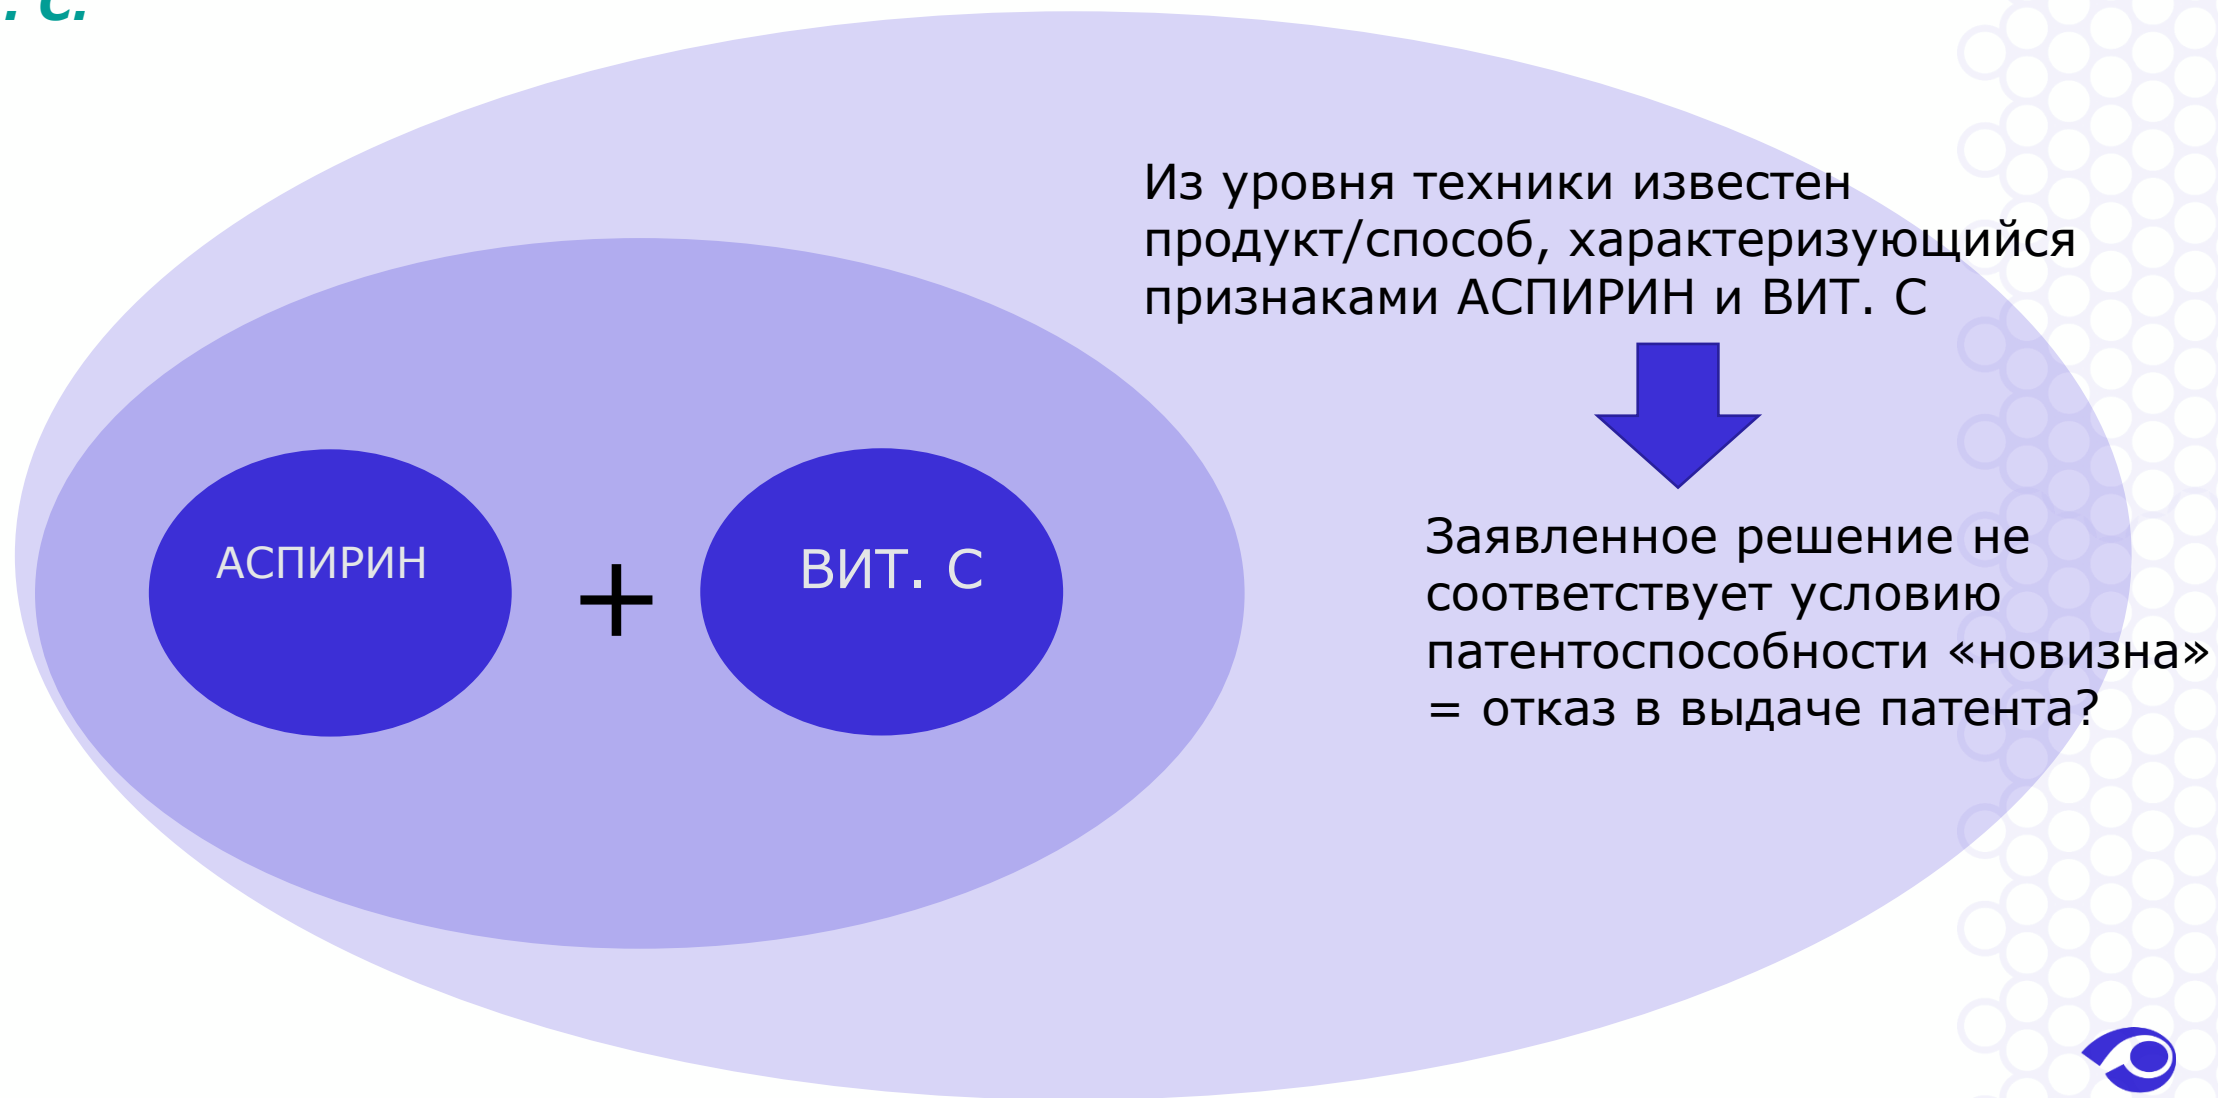 . С.
Из уровня техники известен
продукт/способ, характеризующийся
признаками АСПИРИН и ВИТ. С
АСПИРИН
+
ВИТ. С
Заявленное решение не
соответствует условию
патентоспособности «новизна»
= отказ в выдаче патента?